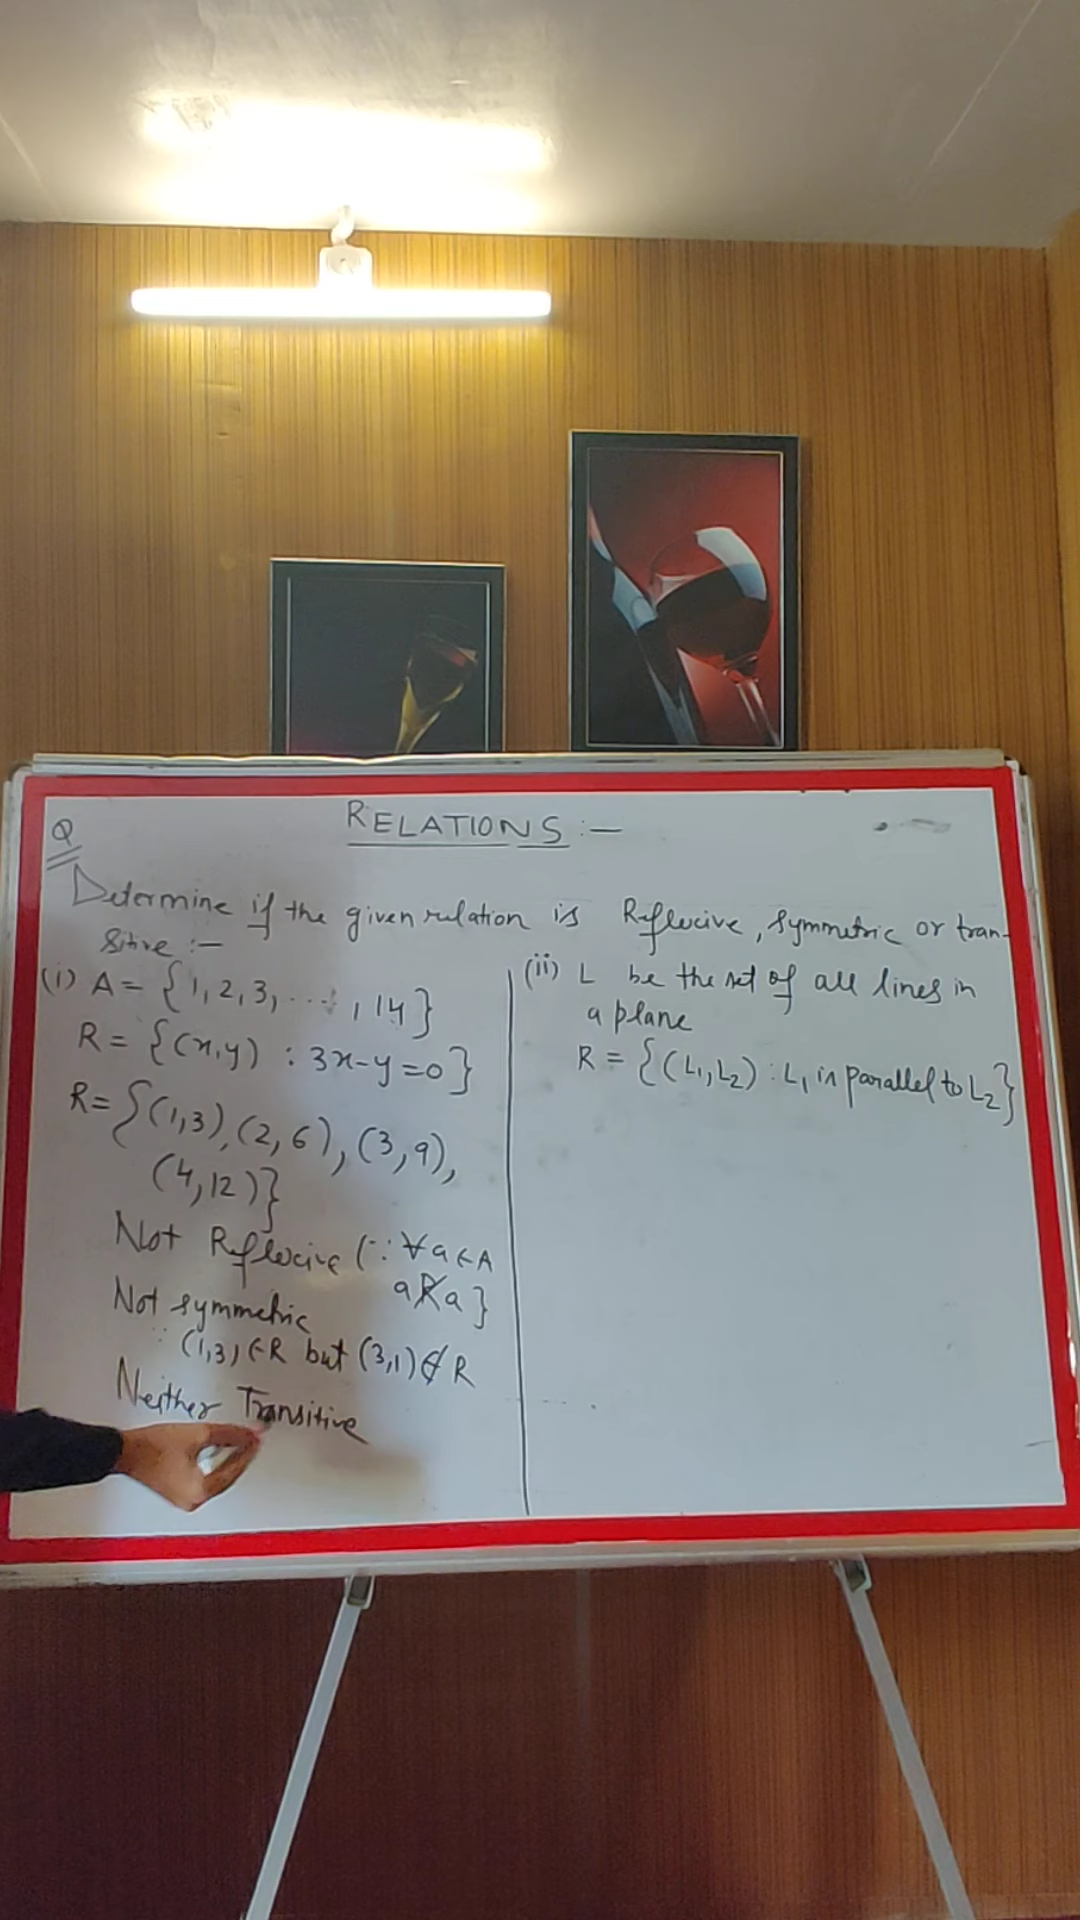 RELATIONS :—
Q
Determine if the given relation is Reflexive, symmetric or tran-
sitive :—
(i) A = {1, 2, 3, ...., 14}
R = {(x,y) : 3x-y=0}
R = {(1,3), (2,6), (3,9),
(4,12)}
Not Reflexive (∵ ∀ a ∈ A
a R̸ a }
Not symmetric
∵ (1,3) ∈ R but (3,1) ∉ R
Neither Transitive
(ii) L be the set of all lines in
a plane
R = {(L₁,L₂) : L₁ is parallel to L₂}